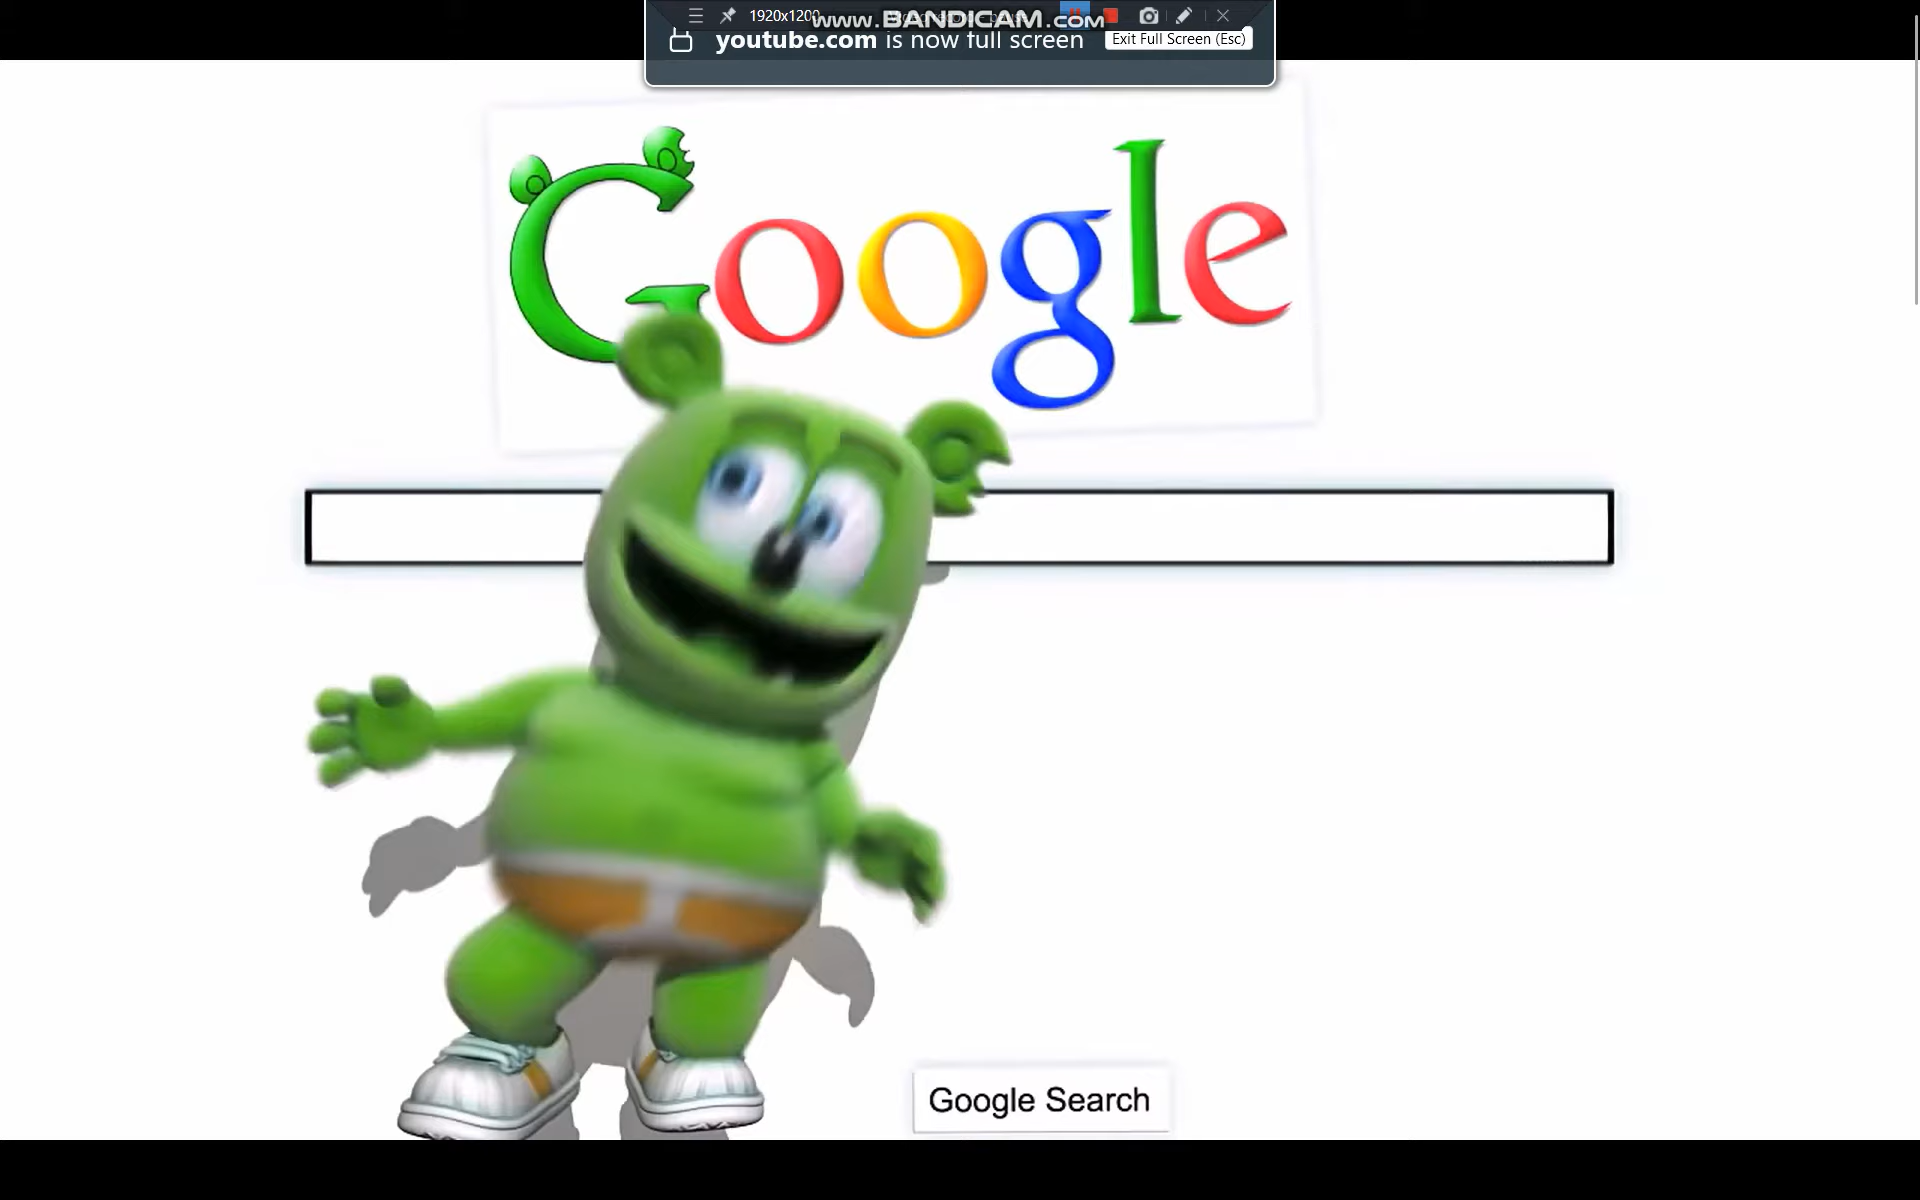 1920x1200
www.BANDICAM.com
youtube.com is now full screen
Exit Full Screen (Esc)
Google
Google Search